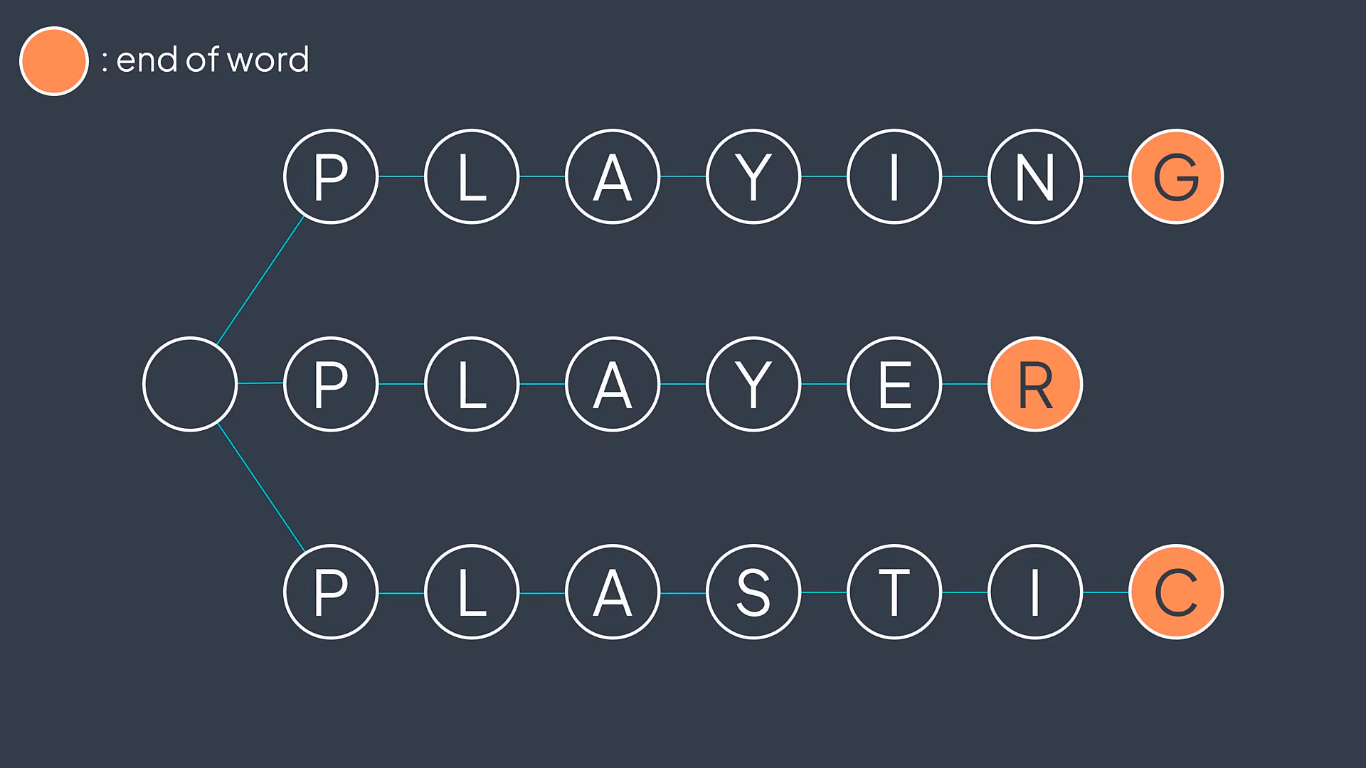 : end of word
P L A Y I N G
P L A Y E R
P L A S T I C